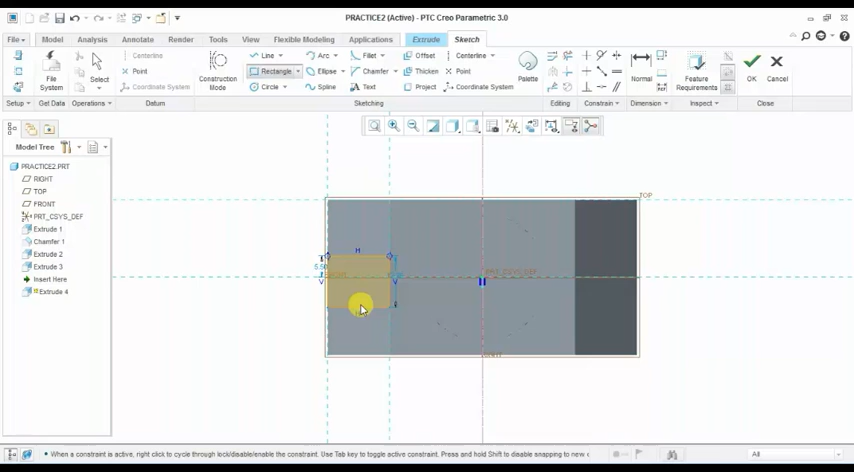 PRACTICE2 (Active) - PTC Creo Parametric 3.0
File Model Analysis Annotate Render Tools View Flexible Modeling Applications Extrude Sketch
Centerline Line Arc Fillet Offset Centerline
Point Rectangle Ellipse Chamfer Thicken Point
Coordinate System Circle Spline Text Project Coordinate System
File System Select Construction Mode Palette Normal Feature Requirements OK Cancel
Setup Get Data Operations Datum Sketching Editing Constrain Dimension Inspect Close
Model Tree
PRACTICE2.PRT
RIGHT
TOP
FRONT
PRT_CSYS_DEF
Extrude 1
Chamfer 1
Extrude 2
Extrude 3
Insert Here
Extrude 4
TOP
H
5.50
PRT_CSYS_DEF
V V
When a constraint is active, right click to cycle through lock/disable/enable the constraint. Use Tab key to toggle active constraint. Press and hold Shift to disable snapping to new
All